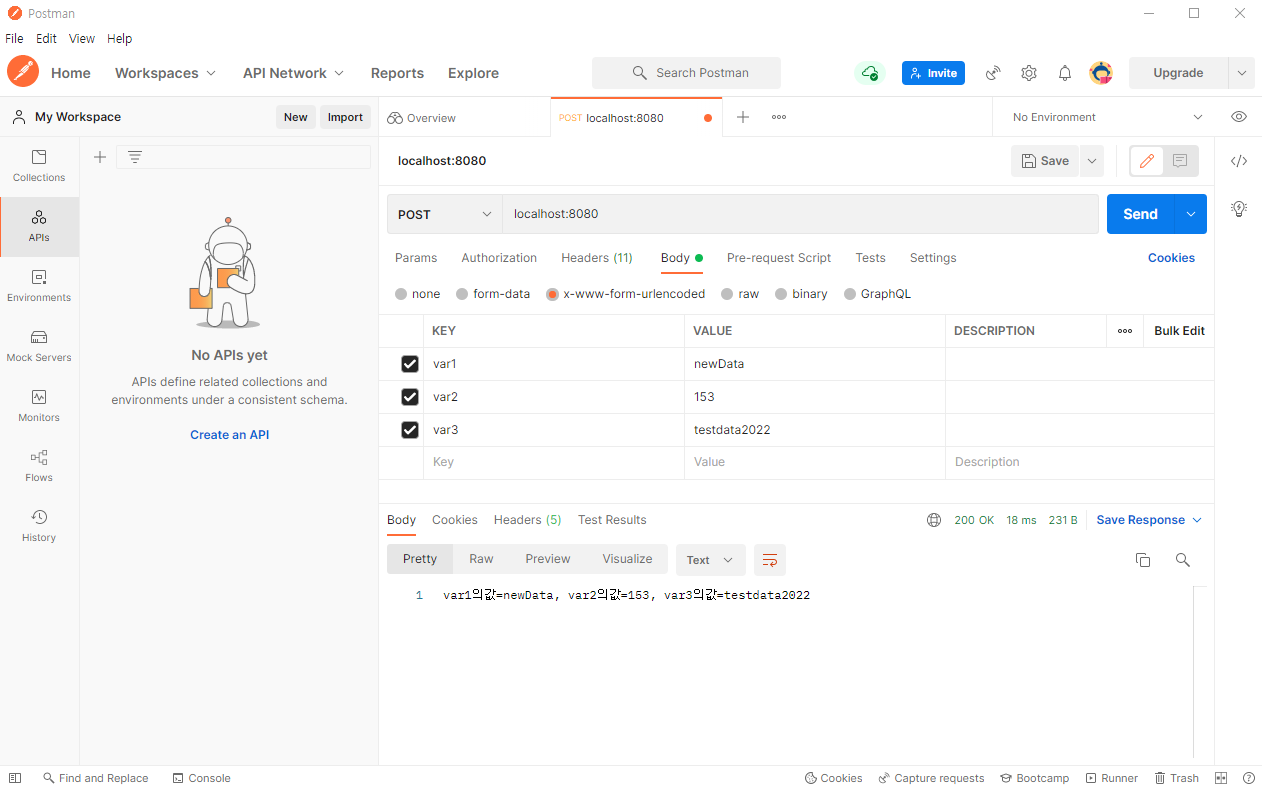 Postman
File Edit View Help
Home Workspaces API Network Reports Explore Search Postman Invite Upgrade
My Workspace New Import Overview POST localhost:8080 No Environment
Collections
APIs
Environments
Mock Servers
Monitors
Flows
History
No APIs yet
APIs define related collections and
environments under a consistent schema.
Create an API
localhost:8080 Save
POST localhost:8080 Send
Params Authorization Headers (11) Body Pre-request Script Tests Settings Cookies
none form-data x-www-form-urlencoded raw binary GraphQL
KEY VALUE DESCRIPTION Bulk Edit
var1 newData
var2 153
var3 testdata2022
Key Value Description
Body Cookies Headers (5) Test Results 200 OK 18 ms 231 B Save Response
Pretty Raw Preview Visualize Text
1 var1의값=newData, var2의값=153, var3의값=testdata2022
Find and Replace Console Cookies Capture requests Bootcamp Runner Trash